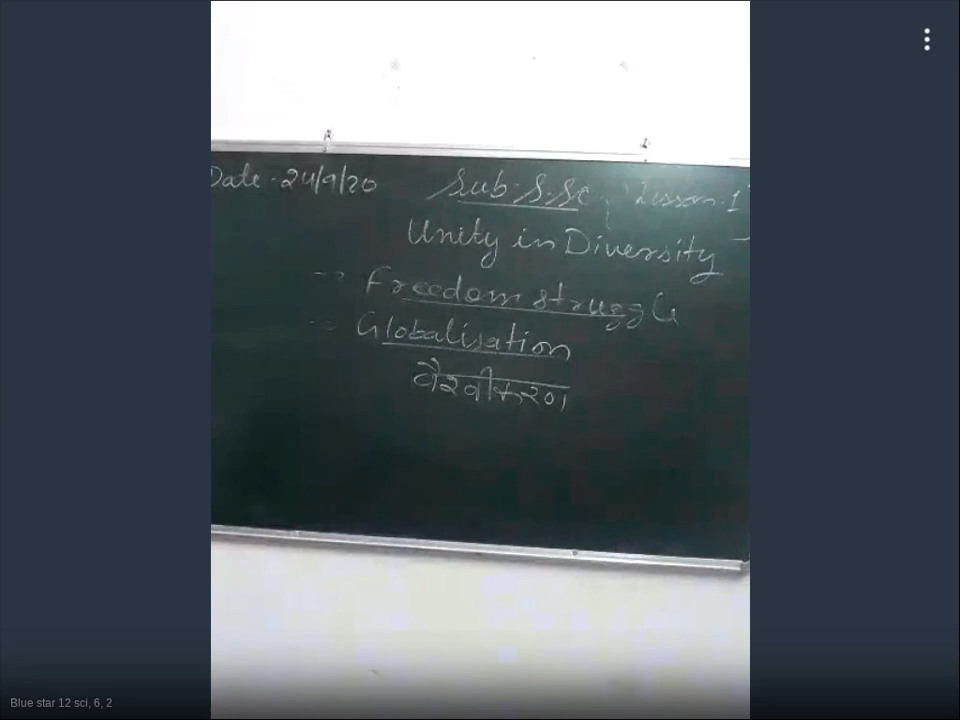 Date - 24/9/20 Sub: S.Sc, Lesson-1
Unity in Diversity
Freedom struggle
Globalisation
वैश्वीकरण
Blue star 12 sci, 6, 2